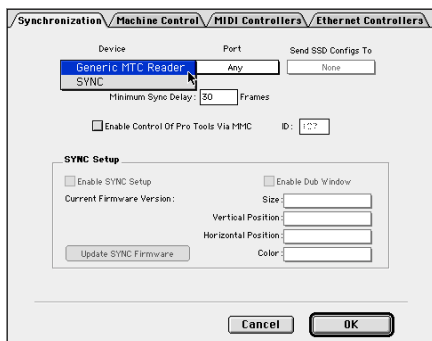 Synchronization Machine Control MIDI Controllers Ethernet Controllers
Device Port Send SSD Configs To
Generic MTC Reader Any None
SYNC
Minimum Sync Delay: 30 Frames
Enable Control Of Pro Tools Via MMC ID:
SYNC Setup
Enable SYNC Setup Enable Dub Window
Current Firmware Version: Size:
Vertical Position:
Horizontal Position:
Update SYNC Firmware Color:
Cancel OK